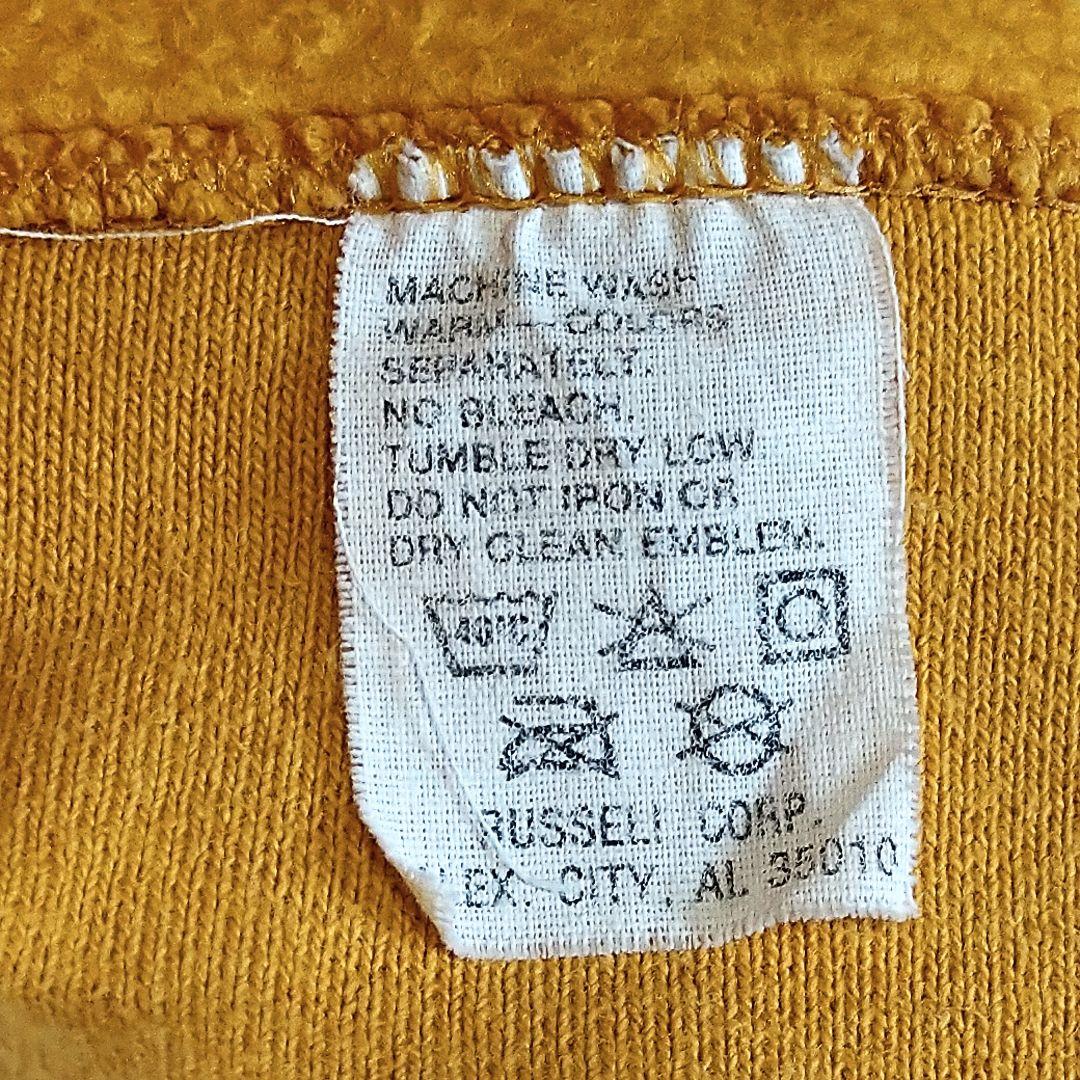 MACHINE WASH
WARM—COLORS
SEPARATELY.
NO BLEACH.
TUMBLE DRY LOW
DO NOT IRON OR
DRY CLEAN EMBLEM.
40°C
RUSSELL CORP.
LEX. CITY, AL 35010